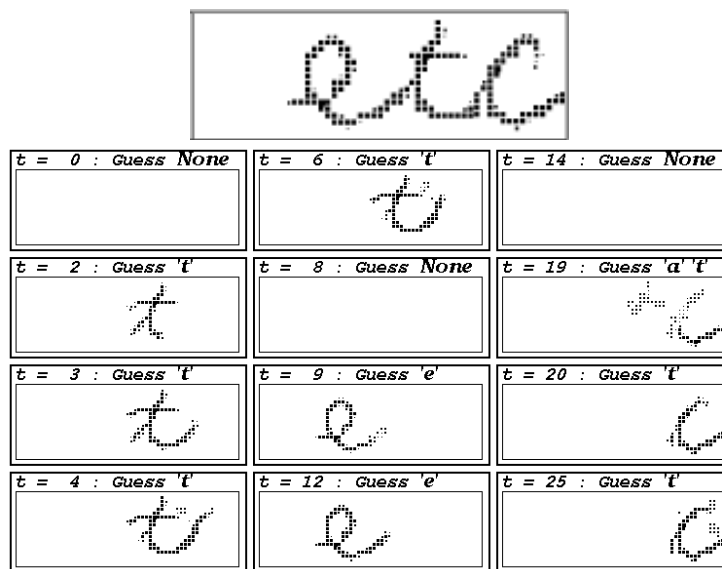 etc
t = 0 : Guess None
t = 6 : Guess 't'
t = 14 : Guess None
t = 2 : Guess 't'
t = 8 : Guess None
t = 19 : Guess 'a' 't'
t = 3 : Guess 't'
t = 9 : Guess 'e'
t = 20 : Guess 't'
t = 4 : Guess 't'
t = 12 : Guess 'e'
t = 25 : Guess 't'